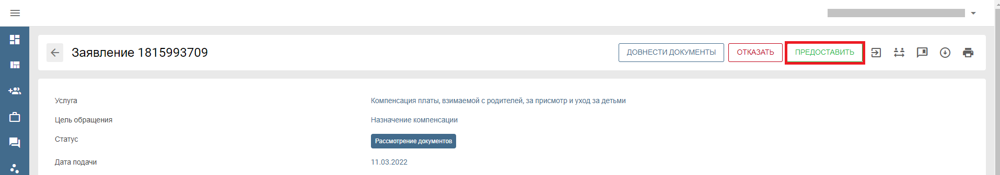 Заявление 1815993709
ДОВНЕСТИ ДОКУМЕНТЫ
ОТКАЗАТЬ
ПРЕДОСТАВИТЬ
Услуга
Компенсация платы, взимаемой с родителей, за присмотр и уход за детьми
Цель обращения
Назначение компенсации
Статус
Рассмотрение документов
Дата подачи
11.03.2022